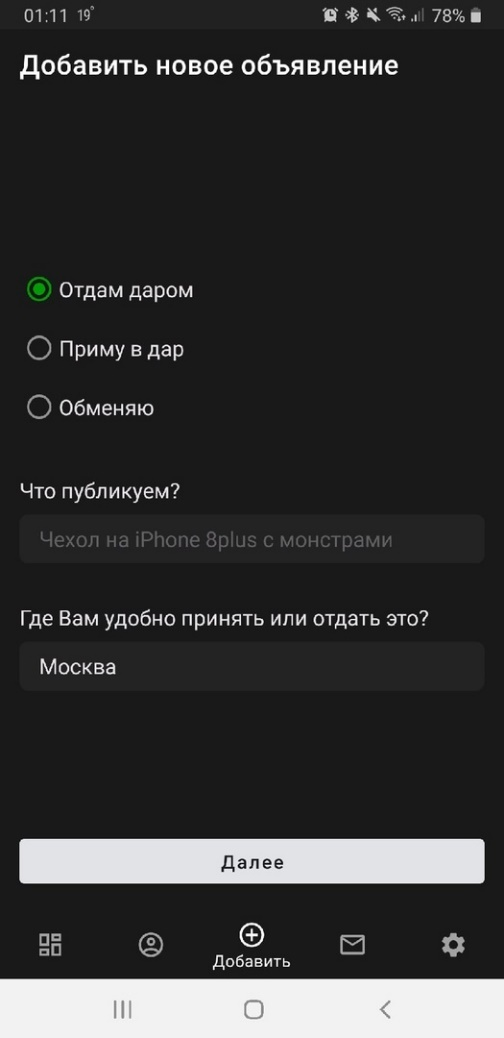 01:11 19° 78%
Добавить новое объявление
Отдам даром
Приму в дар
Обменяю
Что публикуем?
Чехол на iPhone 8plus с монстрами
Где Вам удобно принять или отдать это?
Москва
Далее
Добавить